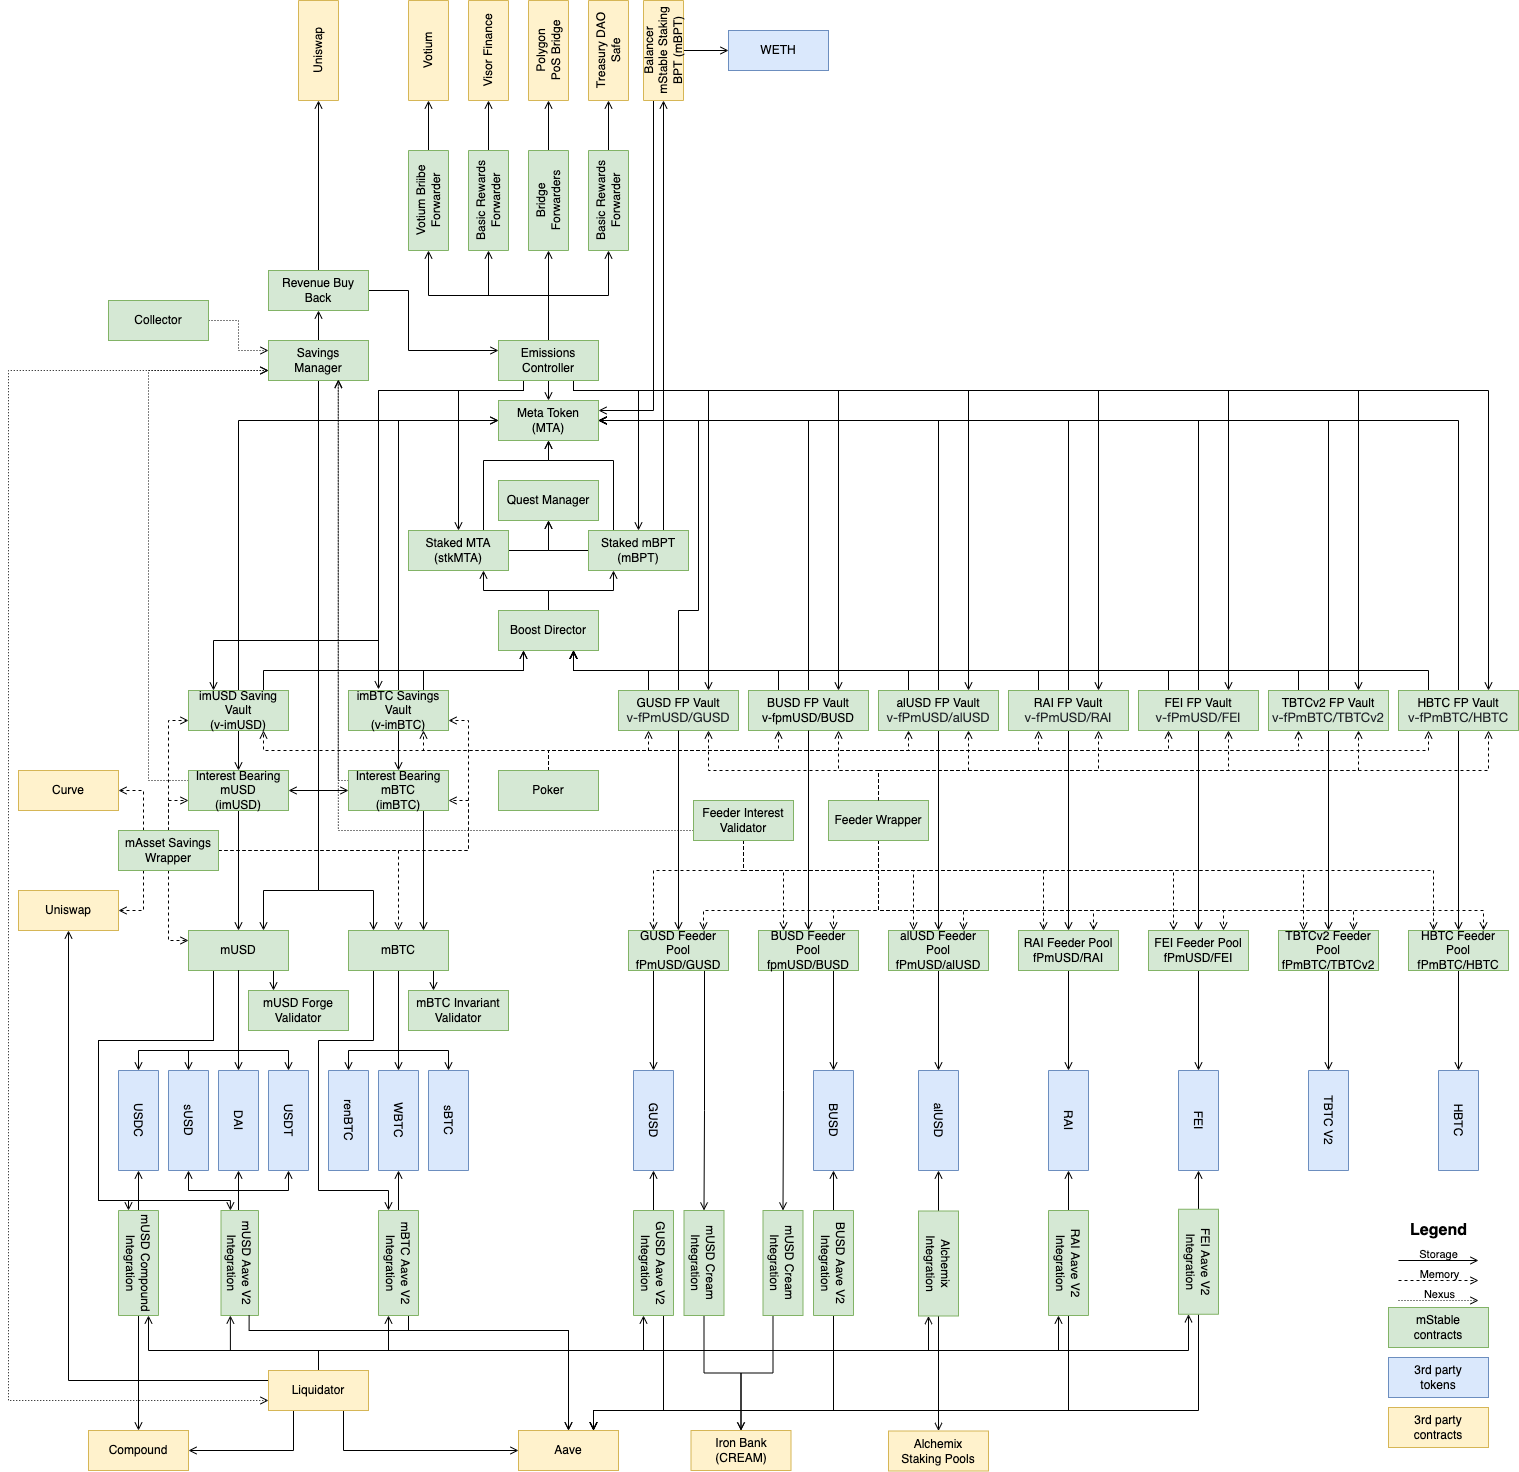 Uniswap
Votium
Visor Finance
Polygon
PoS Bridge
Treasury DAO
Safe
Balancer
mStable Staking
BPT (mBPT)
WETH
Votium Briibe
Forwarder
Basic Rewards
Forwarder
Bridge
Forwarders
Basic Rewards
Forwarder
Revenue Buy
Back
Collector
Savings
Manager
Emissions
Controller
Meta Token
(MTA)
Quest Manager
Staked MTA
(stkMTA)
Staked mBPT
(mBPT)
Boost Director
imUSD Saving
Vault
(v-imUSD)
imBTC Savings
Vault
(v-imBTC)
GUSD FP Vault
v-fPmUSD/GUSD
BUSD FP Vault
v-fpmUSD/BUSD
alUSD FP Vault
v-fPmUSD/alUSD
RAI FP Vault
v-fPmUSD/RAI
FEI FP Vault
v-fPmUSD/FEI
TBTCv2 FP Vault
v-fPmBTC/TBTCv2
HBTC FP Vault
v-fPmBTC/HBTC
Curve
Interest Bearing
mUSD
(imUSD)
Interest Bearing
mBTC
(imBTC)
Poker
Feeder Interest
Validator
Feeder Wrapper
mAsset Savings
Wrapper
Uniswap
mUSD
mBTC
GUSD Feeder
Pool
fPmUSD/GUSD
BUSD Feeder
Pool
fpmUSD/BUSD
alUSD Feeder
Pool
fPmUSD/alUSD
RAI Feeder Pool
fPmUSD/RAI
FEI Feeder Pool
fPmUSD/FEI
TBTCv2 Feeder
Pool
fPmBTC/TBTCv2
HBTC Feeder
Pool
fPmBTC/HBTC
mUSD Forge
Validator
mBTC Invariant
Validator
USDC
sUSD
DAI
USDT
renBTC
WBTC
sBTC
GUSD
BUSD
alUSD
RAI
FEI
TBTC V2
HBTC
mUSD Compound
Integration
mUSD Aave V2
Integration
mBTC Aave V2
Integration
GUSD Aave V2
Integration
mUSD Cream
Integration
mUSD Cream
Integration
BUSD Aave V2
Integration
Alchemix
Integration
RAI Aave V2
Integration
FEI Aave V2
Integration
Legend
Storage
Memory
Nexus
mStable
contracts
3rd party
tokens
3rd party
contracts
Liquidator
Compound
Aave
Iron Bank
(CREAM)
Alchemix
Staking Pools